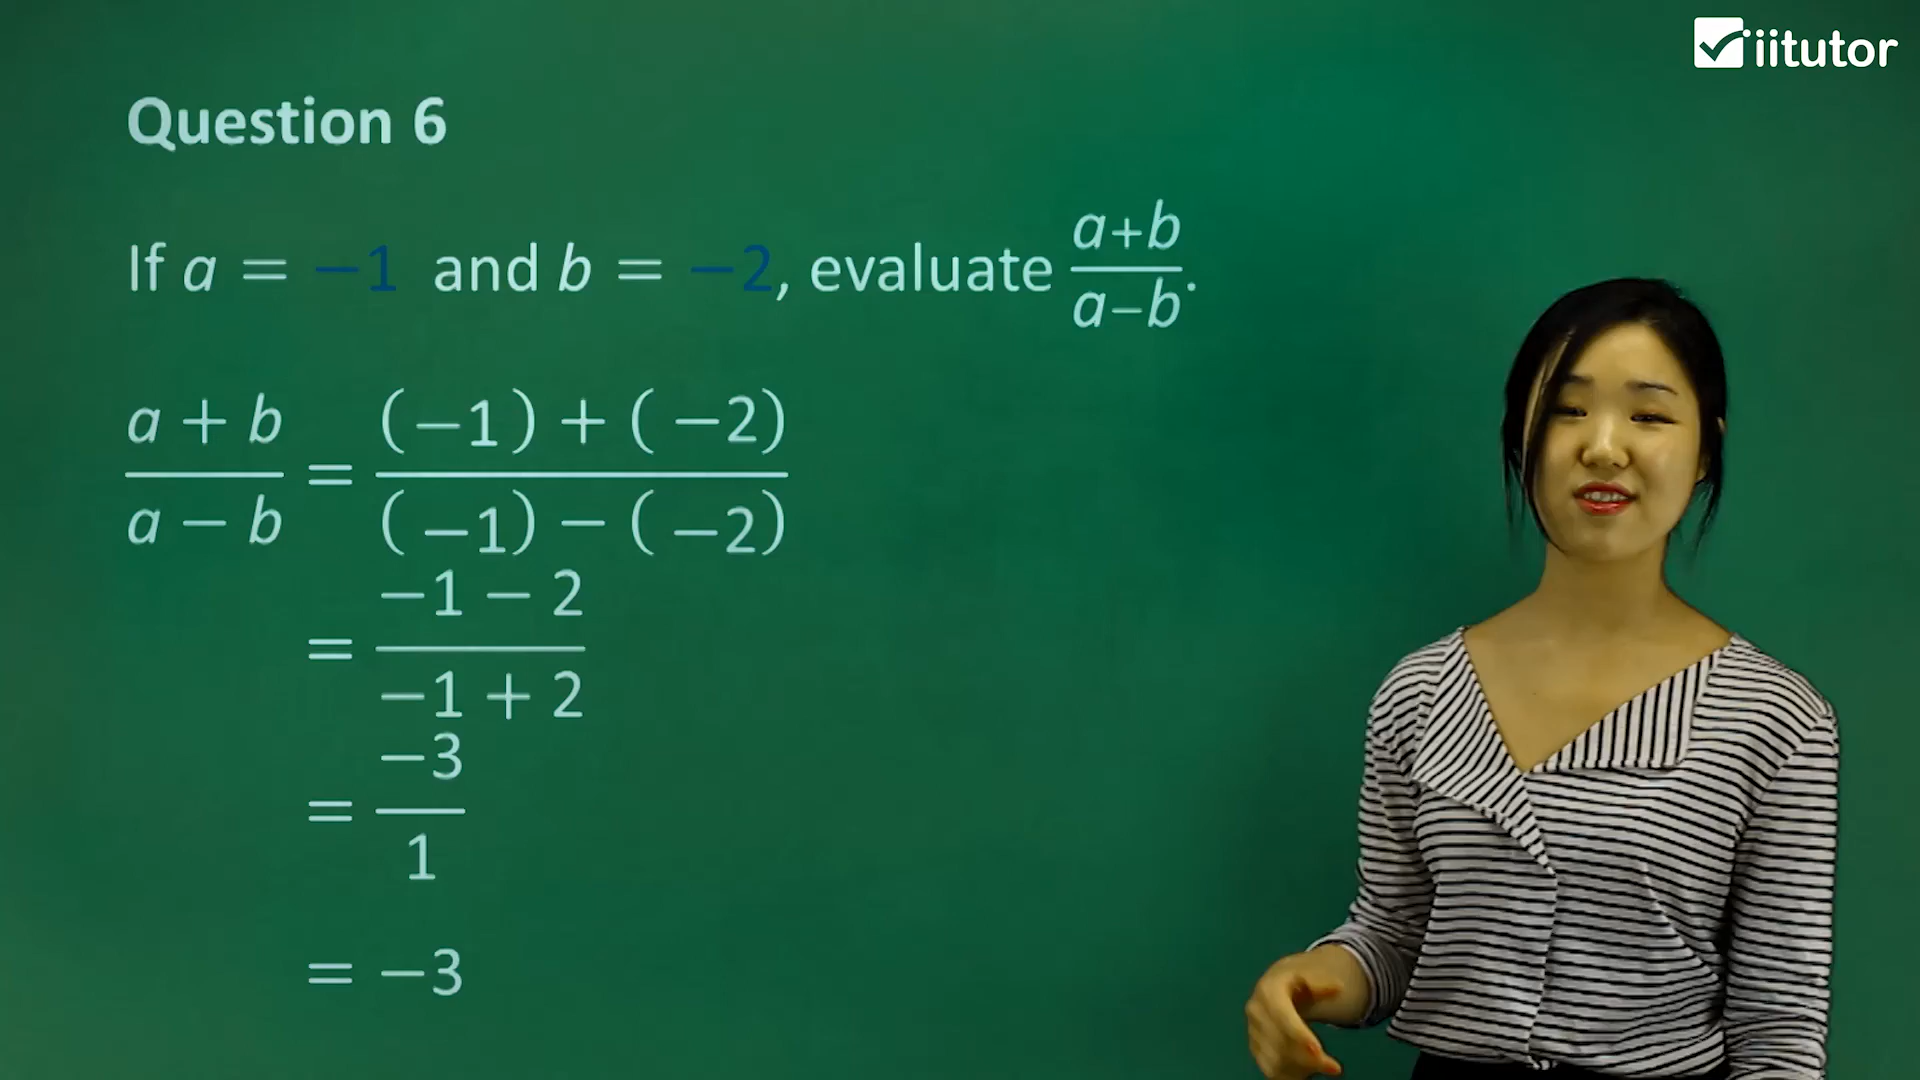 iitutor
Question 6
If a = −1 and b = −2, evaluate a+b/a−b.
a + b/a − b = (−1) + (−2)/(−1) − (−2)
= −1 − 2/−1 + 2
= −3/1
= −3